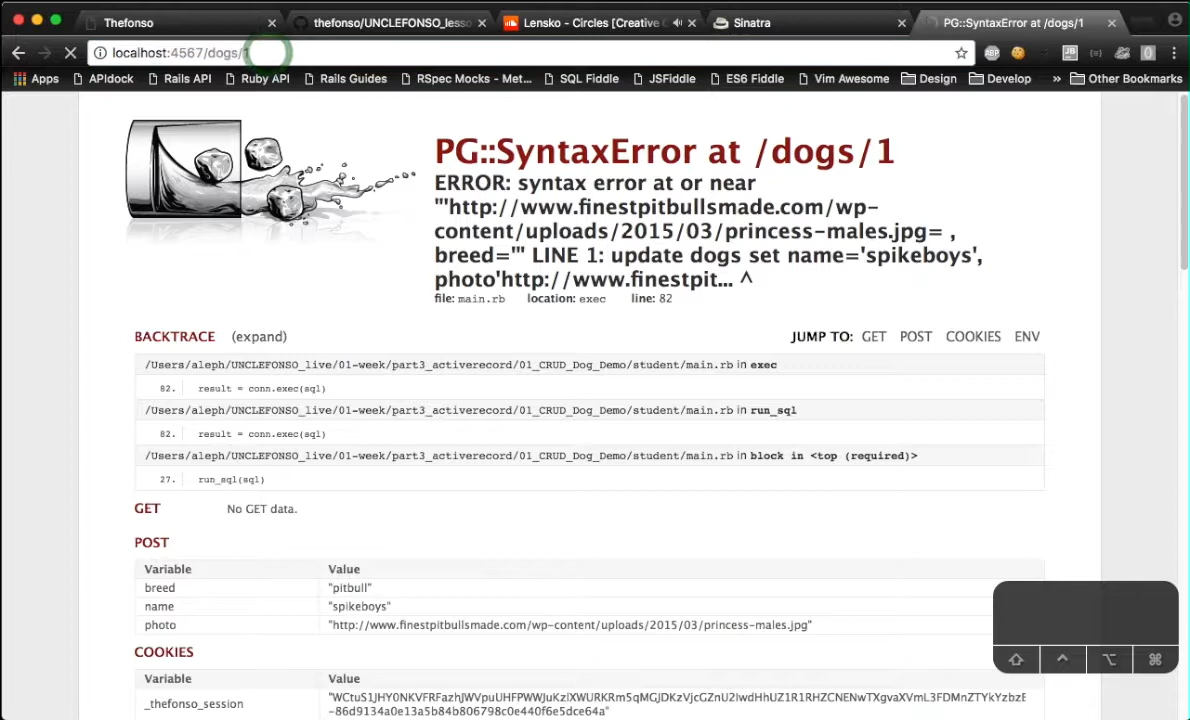 Thefonso
thefonso/UNCLEFONSO_lesso
Lensko - Circles [Creative C
Sinatra
PG::SyntaxError at /dogs/1
localhost:4567/dogs/1
Apps
APIdock
Rails API
Ruby API
Rails Guides
RSpec Mocks - Met...
SQL Fiddle
JSFiddle
ES6 Fiddle
Vim Awesome
Design
Develop
»
Other Bookmarks
PG::SyntaxError at /dogs/1
ERROR: syntax error at or near
"'http://www.finestpitbullsmade.com/wp-
content/uploads/2015/03/princess-males.jpg= ,
breed='" LINE 1: update dogs set name='spikeboys',
photo'http://www.finestpit... ^
file: main.rb location: exec line: 82
BACKTRACE (expand)
JUMP TO: GET POST COOKIES ENV
/Users/aleph/UNCLEFONSO_live/01-week/part3_activerecord/01_CRUD_Dog_Demo/student/main.rb in exec
82. result = conn.exec(sql)
/Users/aleph/UNCLEFONSO_live/01-week/part3_activerecord/01_CRUD_Dog_Demo/student/main.rb in run_sql
82. result = conn.exec(sql)
/Users/aleph/UNCLEFONSO_live/01-week/part3_activerecord/01_CRUD_Dog_Demo/student/main.rb in block in <top (required)>
27. run_sql(sql)
GET No GET data.
POST
Variable Value
breed "pitbull"
name "spikeboys"
photo "http://www.finestpitbullsmade.com/wp-content/uploads/2015/03/princess-males.jpg"
COOKIES
Variable Value
_thefonso_session